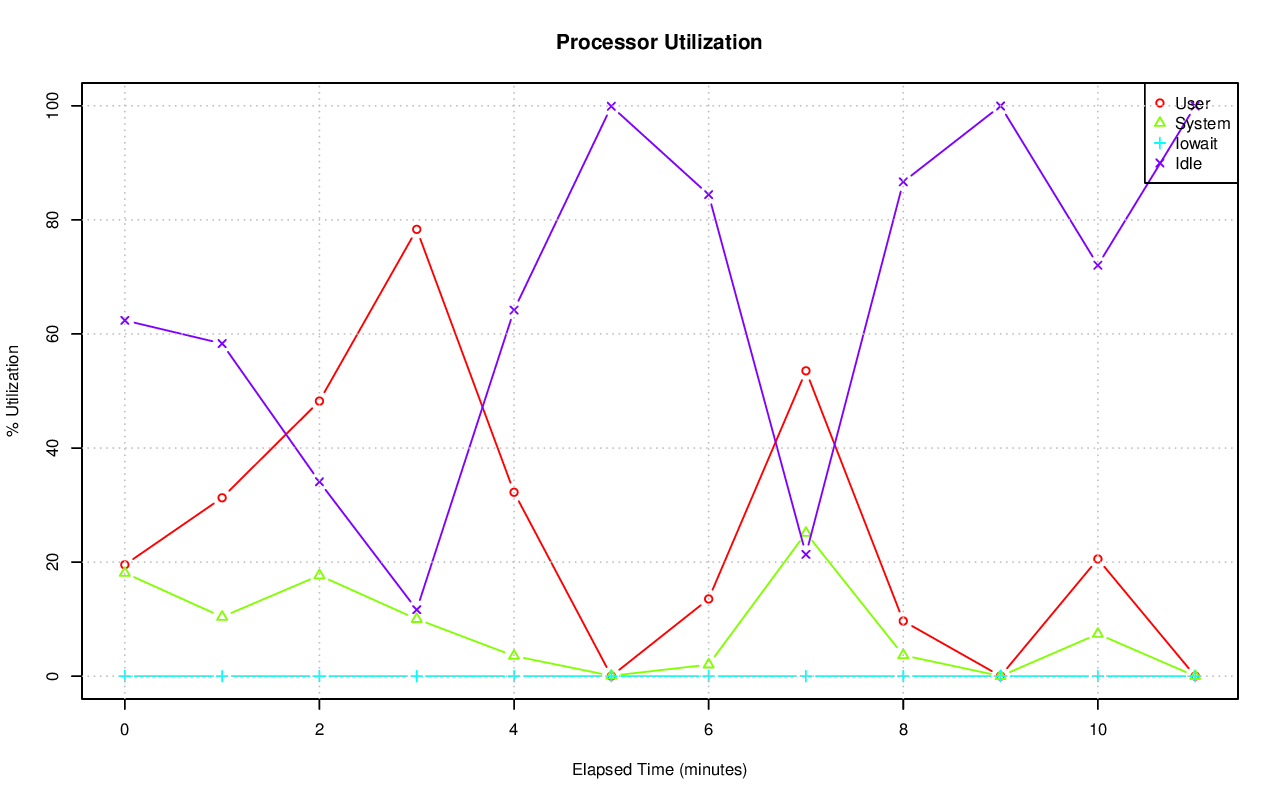 Processor Utilization
% Utilization
100
80
60
40
20
0
User
System
Iowait
Idle
0 2 4 6 8 10
Elapsed Time (minutes)